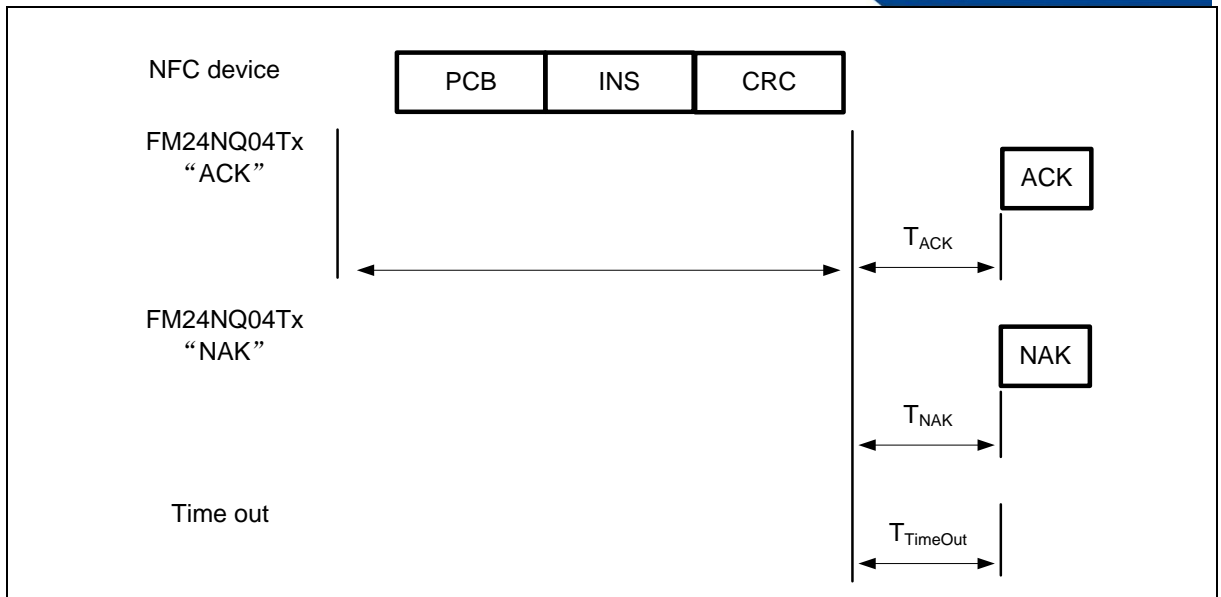 NFC device
PCB INS CRC
FM24NQ04Tx
“ACK”
ACK
TACK
FM24NQ04Tx
“NAK”
NAK
TNAK
Time out
TTimeOut